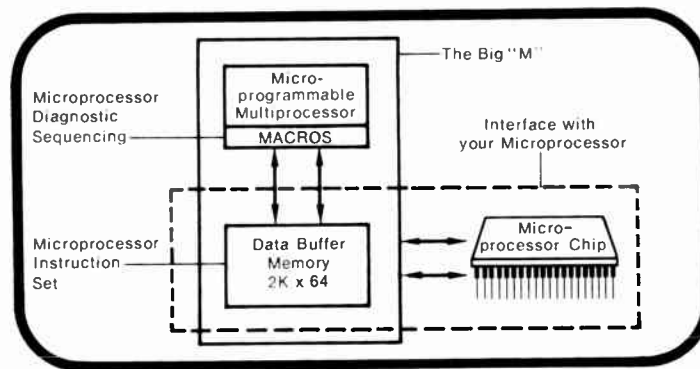 The Big "M"
Micro-
programmable
Multiprocessor
MACROS
Microprocessor
Diagnostic
Sequencing
Interface with
your Microprocessor
Microprocessor
Instruction
Set
Data Buffer
Memory
2K x 64
Micro-
processor Chip